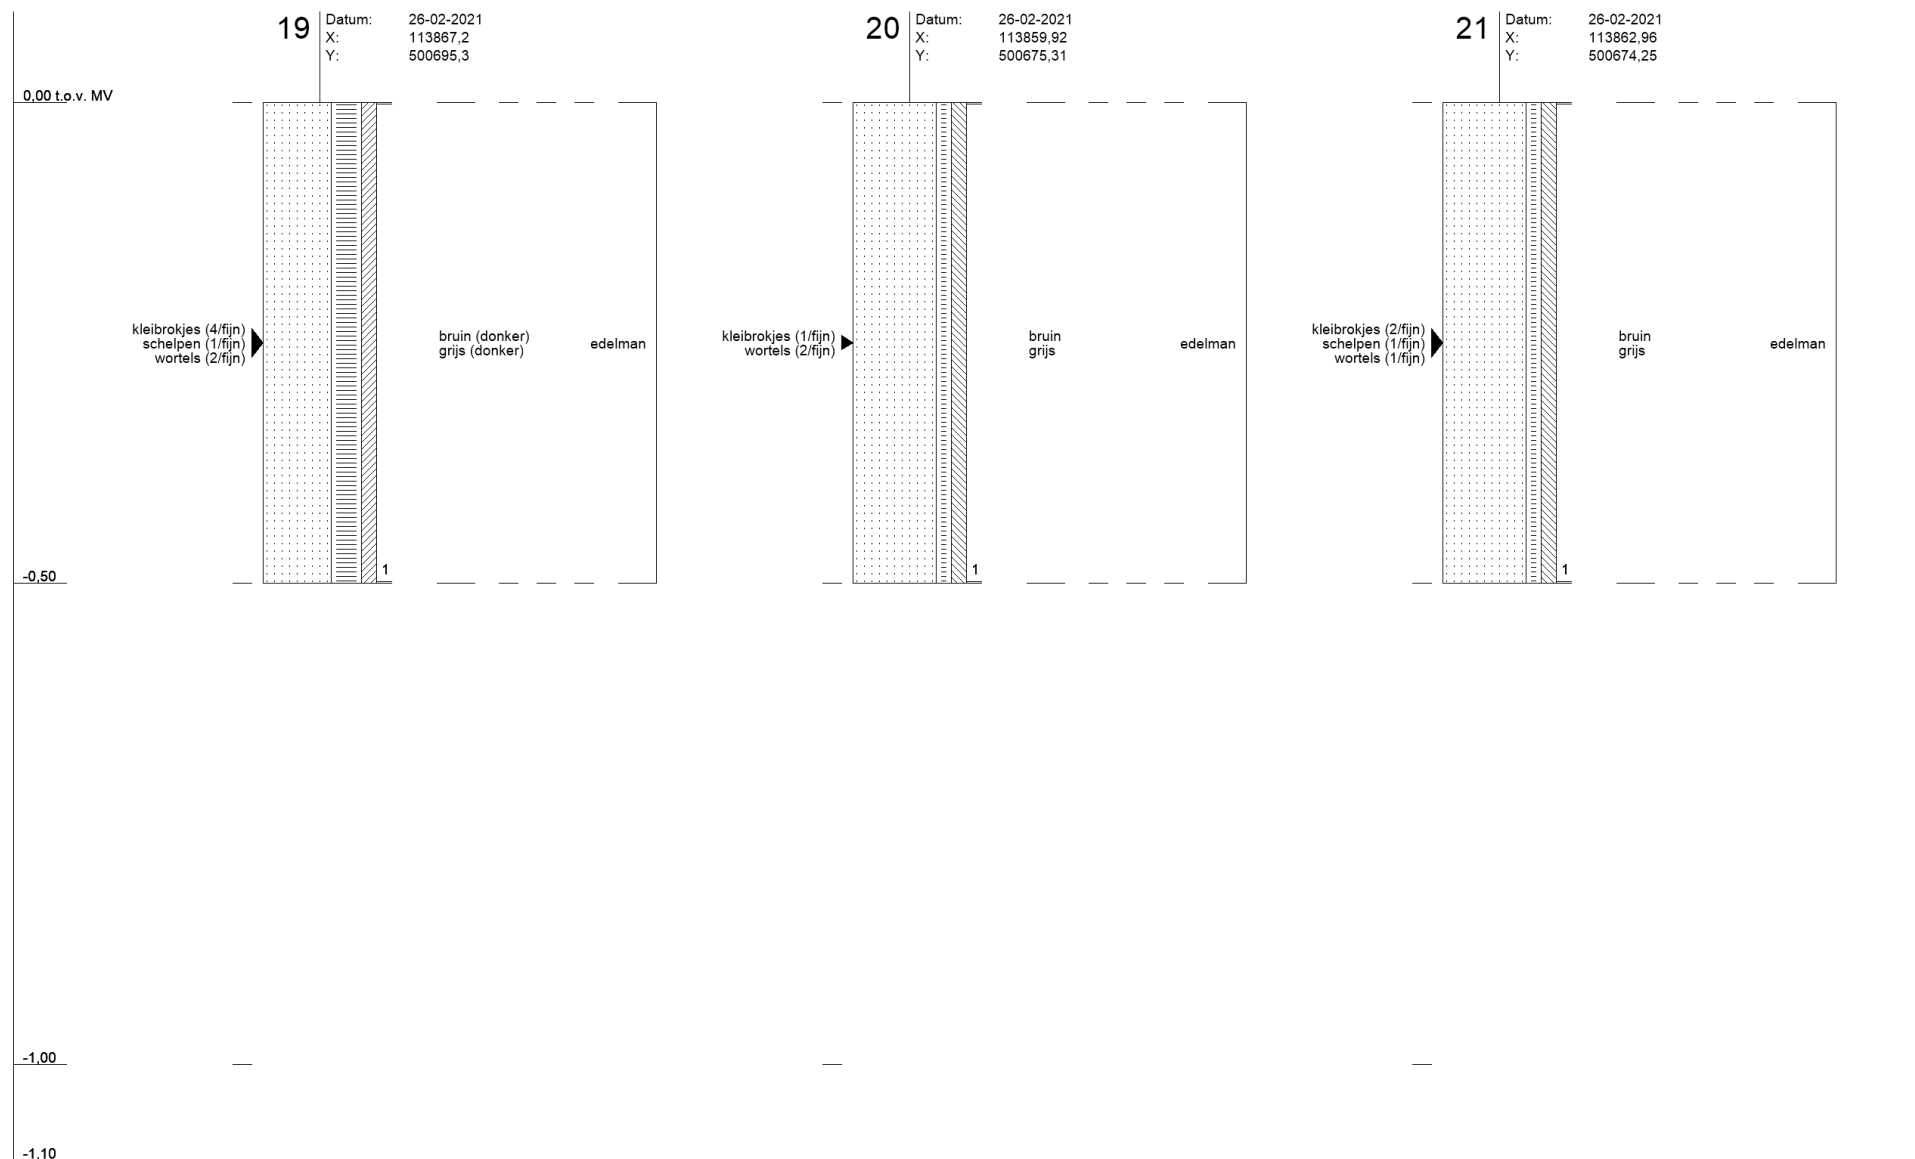 19
Datum: 26-02-2021
X: 113867,2
Y: 500695,3
20
Datum: 26-02-2021
X: 113859,92
Y: 500675,31
21
Datum: 26-02-2021
X: 113862,96
Y: 500674,25
0,00 t.o.v. MV
kleibrokjes (4/fijn)
schelpen (1/fijn)
wortels (2/fijn)
bruin (donker)
grijs (donker)
edelman
1
kleibrokjes (1/fijn)
wortels (2/fijn)
bruin
grijs
edelman
1
kleibrokjes (2/fijn)
schelpen (1/fijn)
wortels (1/fijn)
bruin
grijs
edelman
1
-0,50
-1,00
-1,10